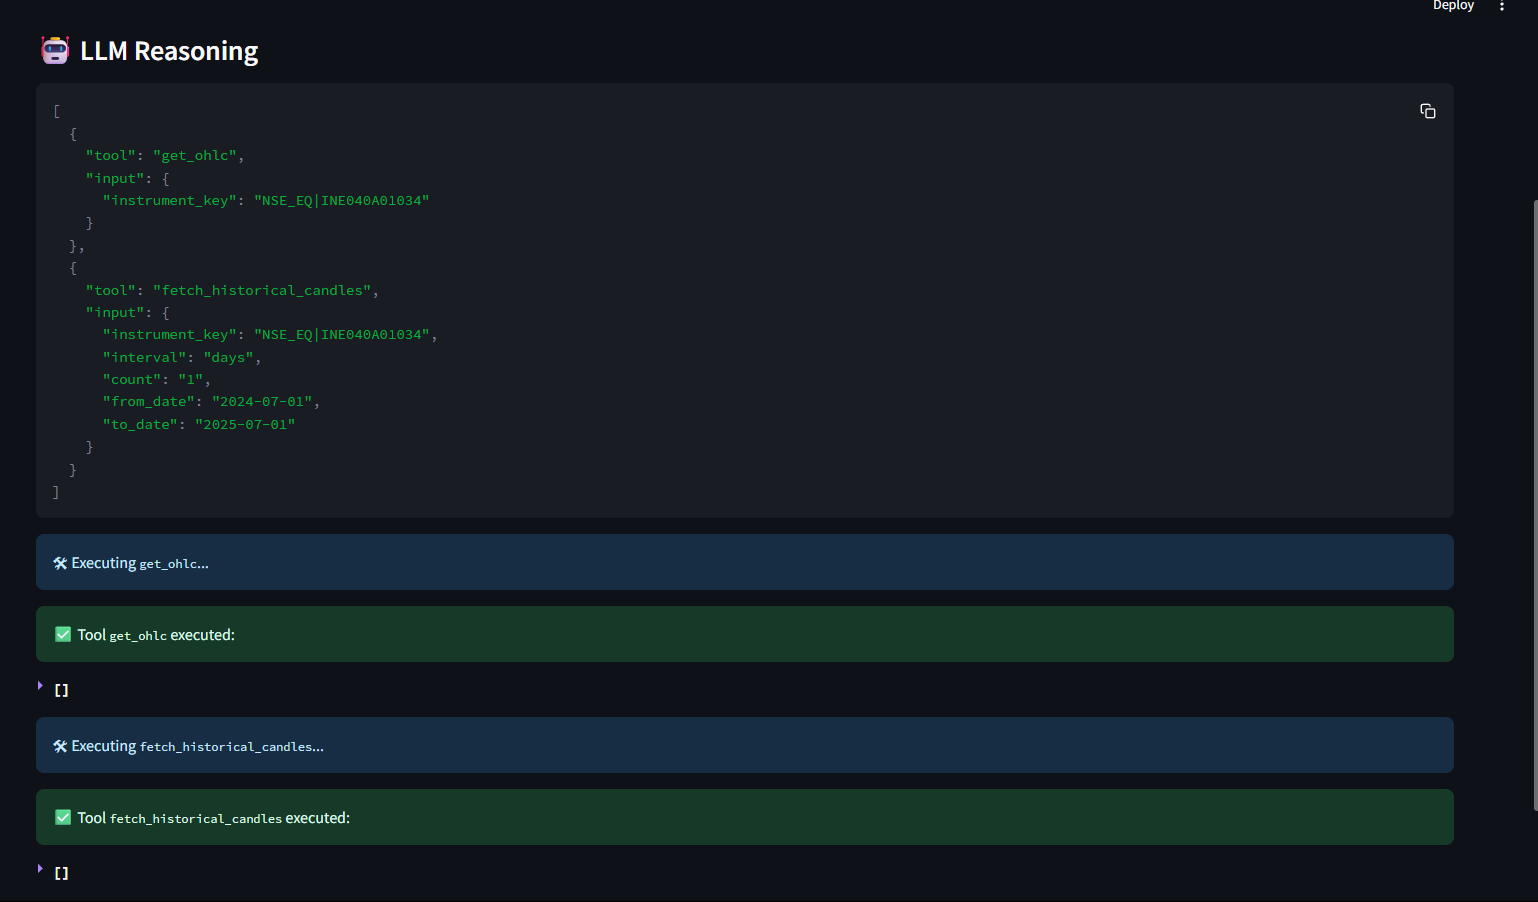 Deploy
LLM Reasoning
[
  {
    "tool": "get_ohlc",
    "input": {
      "instrument_key": "NSE_EQ|INE040A01034"
    }
  },
  {
    "tool": "fetch_historical_candles",
    "input": {
      "instrument_key": "NSE_EQ|INE040A01034",
      "interval": "days",
      "count": "1",
      "from_date": "2024-07-01",
      "to_date": "2025-07-01"
    }
  }
]
🛠 Executing get_ohlc...
✅ Tool get_ohlc executed:
[]
🛠 Executing fetch_historical_candles...
✅ Tool fetch_historical_candles executed:
[]